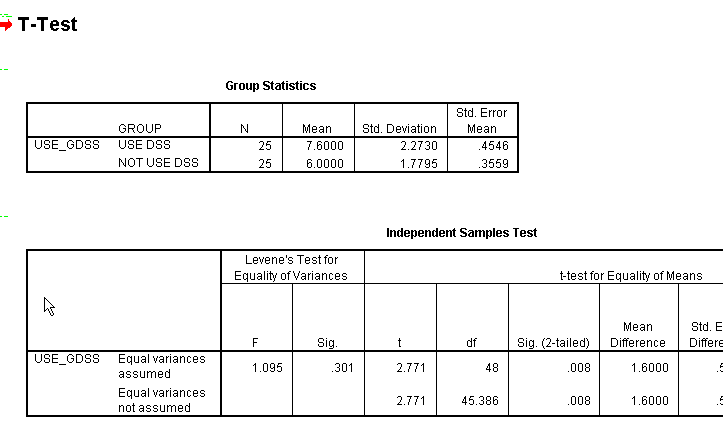 T-Test
Group Statistics
GROUP N Mean Std. Deviation Std. Error Mean
USE_GDSS USE DSS 25 7.6000 2.2730 .4546
NOT USE DSS 25 6.0000 1.7795 .3559
Independent Samples Test
Levene's Test for Equality of Variances
t-test for Equality of Means
F Sig. t df Sig. (2-tailed) Mean Difference Std. E Differe
USE_GDSS Equal variances assumed 1.095 .301 2.771 48 .008 1.6000 .5
Equal variances not assumed 2.771 45.386 .008 1.6000 .5